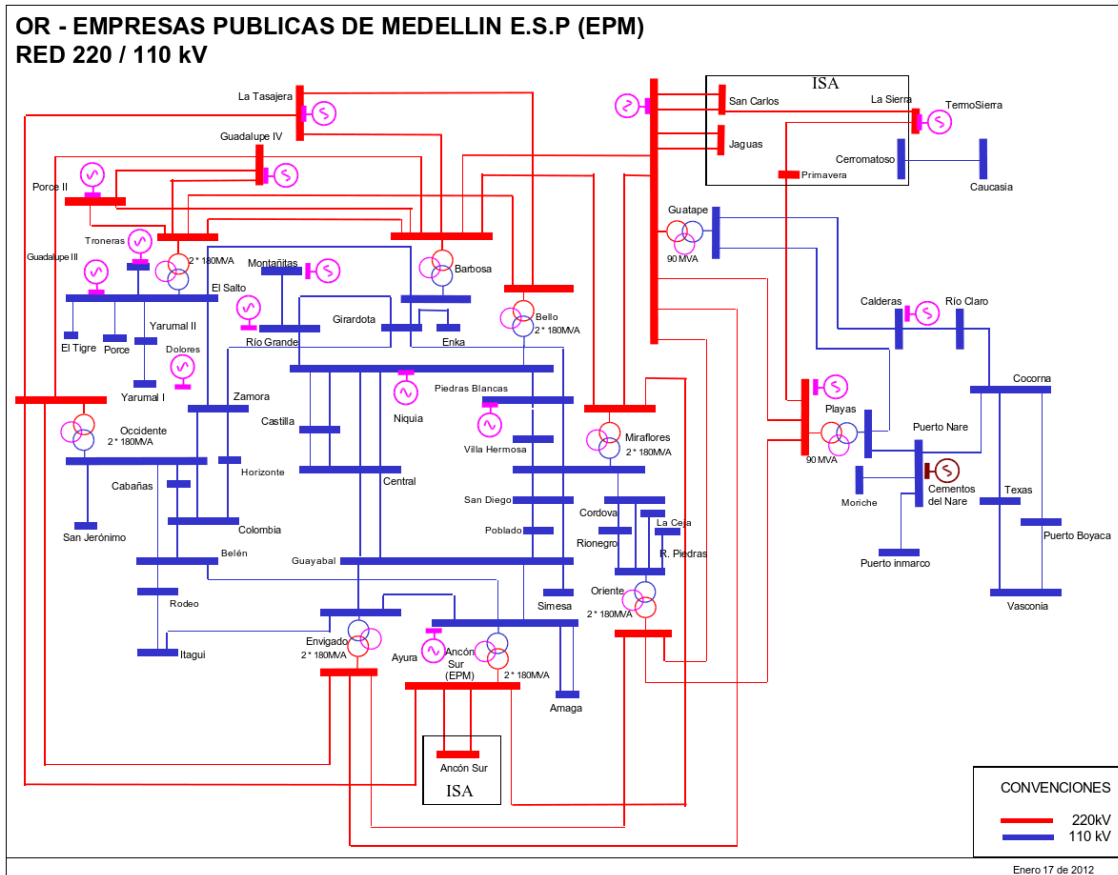 OR - EMPRESAS PUBLICAS DE MEDELLIN E.S.P (EPM)
RED 220 / 110 kV
ISA
La Tasajera
San Carlos
La Sierra
TermoSierra
Guadalupe IV
Jaguas
Cerromatoso
Primavera
Caucasia
Porce II
Guatape
90 MVA
Troneras
Guadalupe III
2 * 180MVA
Montañitas
Barbosa
El Salto
Calderas
Río Claro
Yarumal II
Girardota
Bello
2 * 180MVA
El Tigre
Porce
Dolores
Río Grande
Enka
Yarumal I
Zamora
Piedras Blancas
Niquia
Cocorna
Castilla
Playas
Occidente
2 * 180MVA
Miraflores
2 * 180MVA
Puerto Nare
Villa Hermosa
90 MVA
Horizonte
Cabañas
Central
Moriche
Cementos
del Nare
Texas
San Diego
Cordova
La Ceja
Colombia
San Jerónimo
Poblado
Rionegro
R. Piedras
Puerto Boyaca
Belén
Guayabal
Puerto inmarco
Rodeo
Simesa
Oriente
2 * 180MVA
Vasconia
Envigado
2 * 180MVA
Itagui
Ayura
Ancón
Sur
(EPM)
2 * 180MVA
Amaga
Ancón Sur
ISA
CONVENCIONES
220kV
110 kV
Enero 17 de 2012